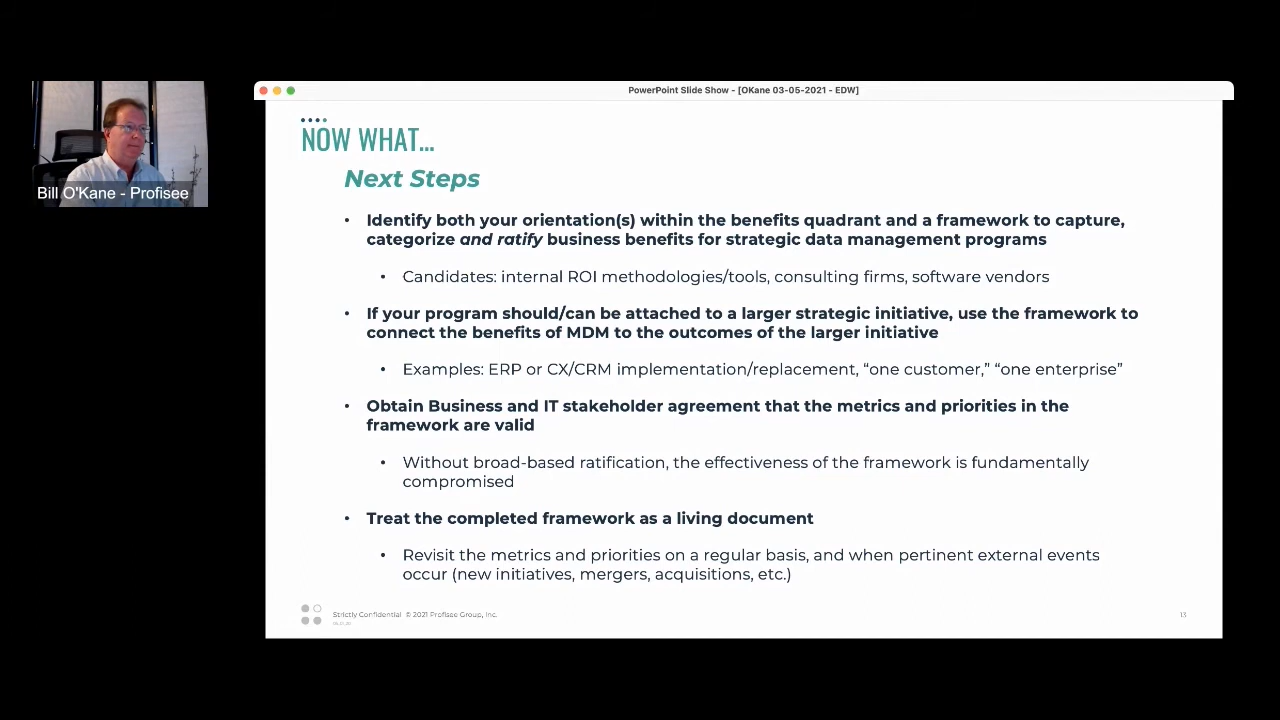 PowerPoint Slide Show - [OKane 03-05-2021 - EDW]
Bill O'Kane - Profisee
NOW WHAT...
Next Steps
• Identify both your orientation(s) within the benefits quadrant and a framework to capture,
categorize and ratify business benefits for strategic data management programs
• Candidates: internal ROI methodologies/tools, consulting firms, software vendors
• If your program should/can be attached to a larger strategic initiative, use the framework to
connect the benefits of MDM to the outcomes of the larger initiative
• Examples: ERP or CX/CRM implementation/replacement, “one customer,” “one enterprise”
• Obtain Business and IT stakeholder agreement that the metrics and priorities in the
framework are valid
• Without broad-based ratification, the effectiveness of the framework is fundamentally
compromised
• Treat the completed framework as a living document
• Revisit the metrics and priorities on a regular basis, and when pertinent external events
occur (new initiatives, mergers, acquisitions, etc.)
Strictly Confidential © 2021 Profisee Group, Inc.
13